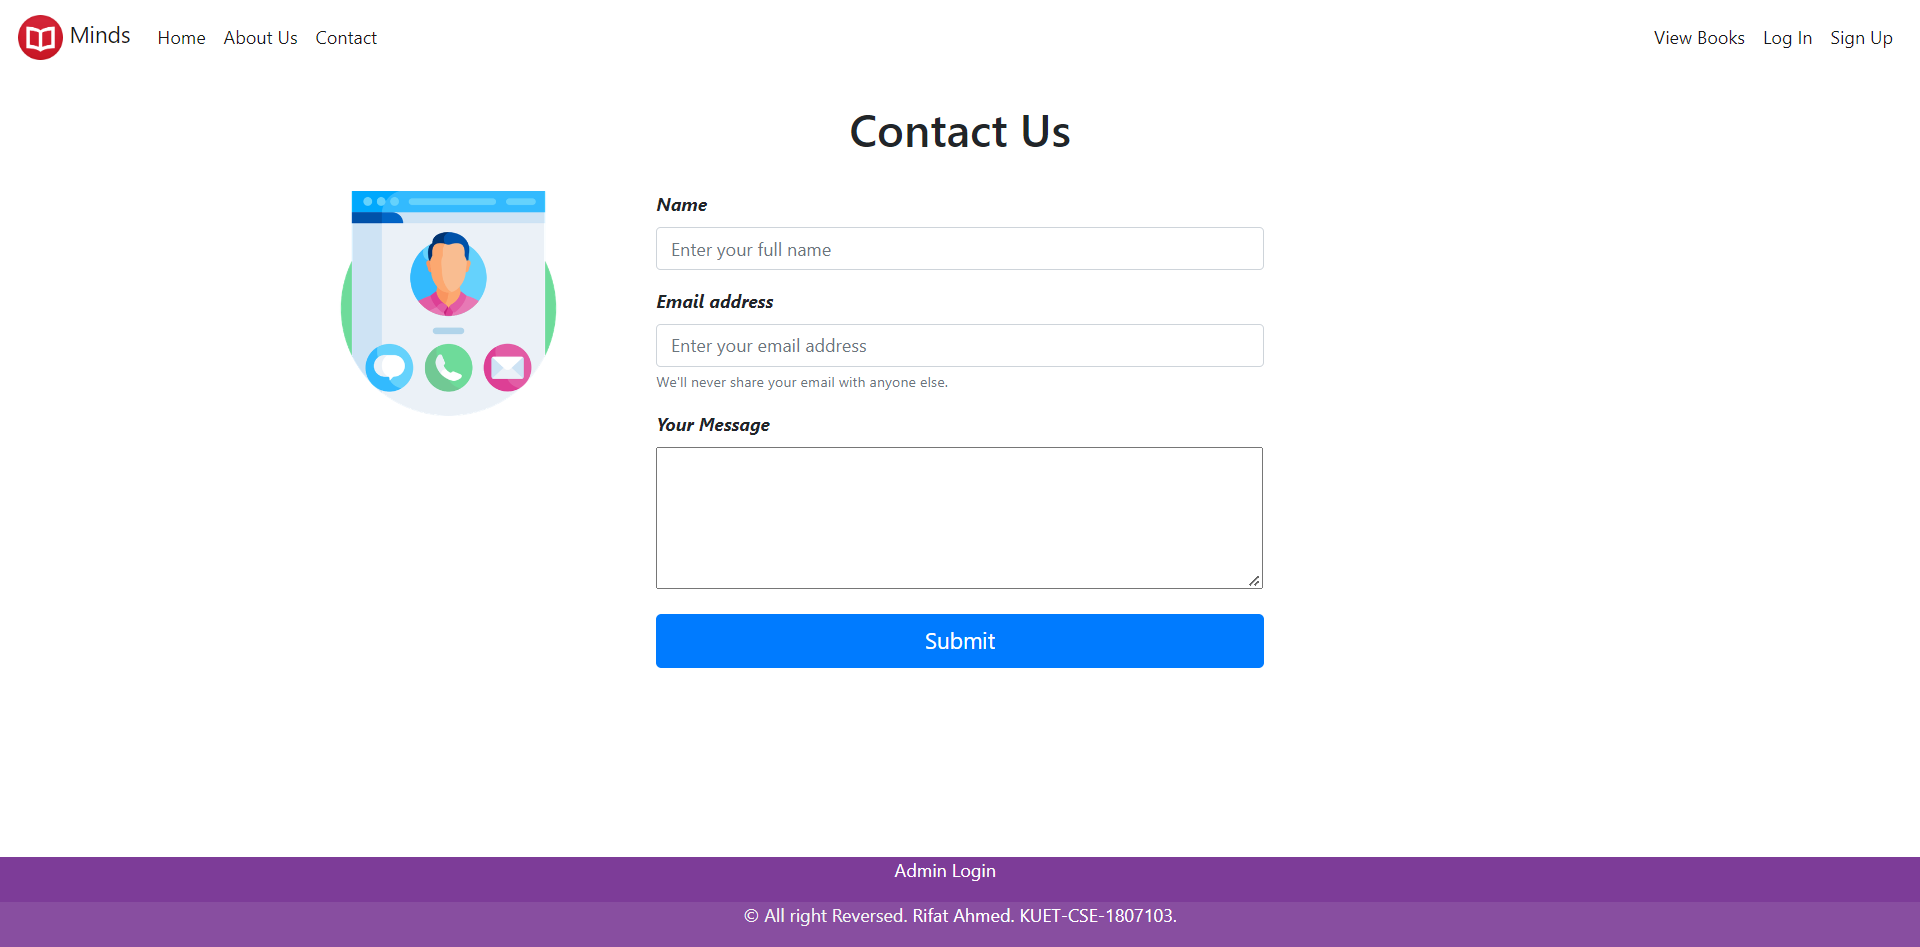 Minds Home About Us Contact View Books Log In Sign Up
Contact Us
Name
Enter your full name
Email address
Enter your email address
We'll never share your email with anyone else.
Your Message
Submit
Admin Login
© All right Reversed. Rifat Ahmed. KUET-CSE-1807103.